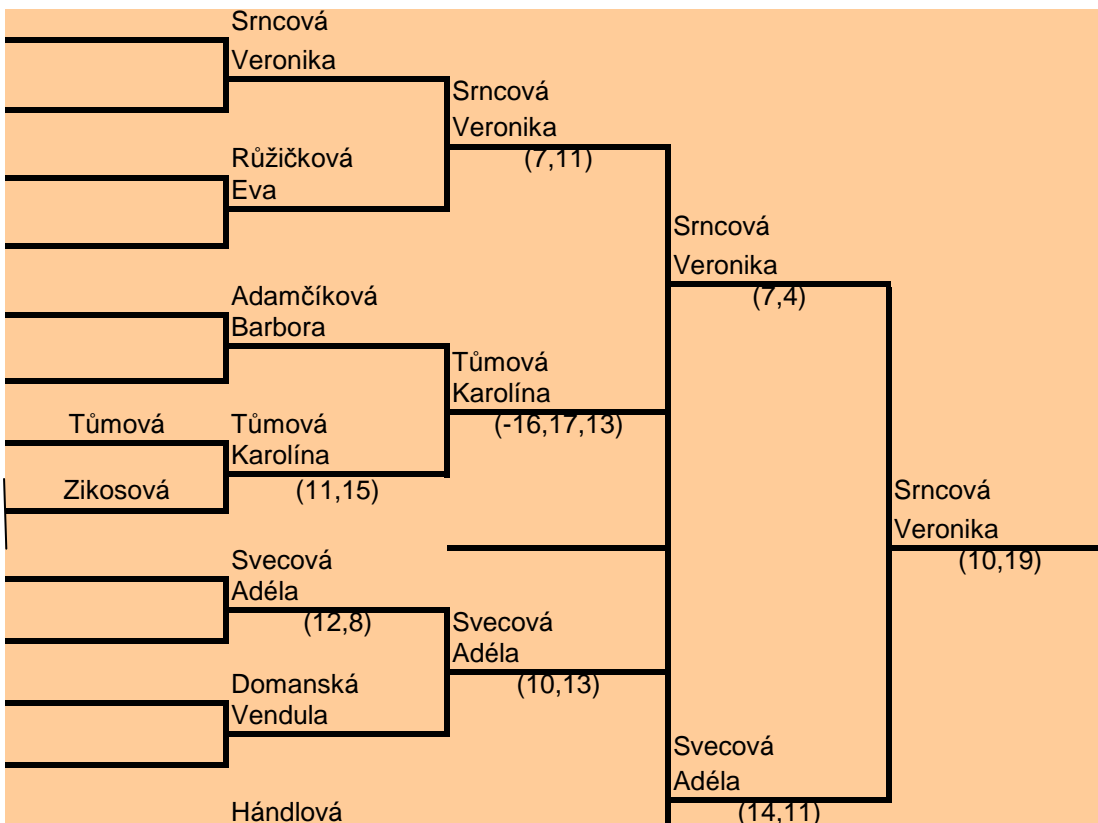 Srncová
Veronika
Srncová
Veronika
(7,11)
Růžičková
Eva
Srncová
Veronika
(7,4)
Adamčíková
Barbora
Tůmová
Karolína
(-16,17,13)
Tůmová
Tůmová
Karolína
Zikosová
(11,15)
Srncová
Veronika
(10,19)
Svecová
Adéla
(12,8)
Svecová
Adéla
(10,13)
Domanská
Vendula
Svecová
Adéla
(14,11)
Hándlová